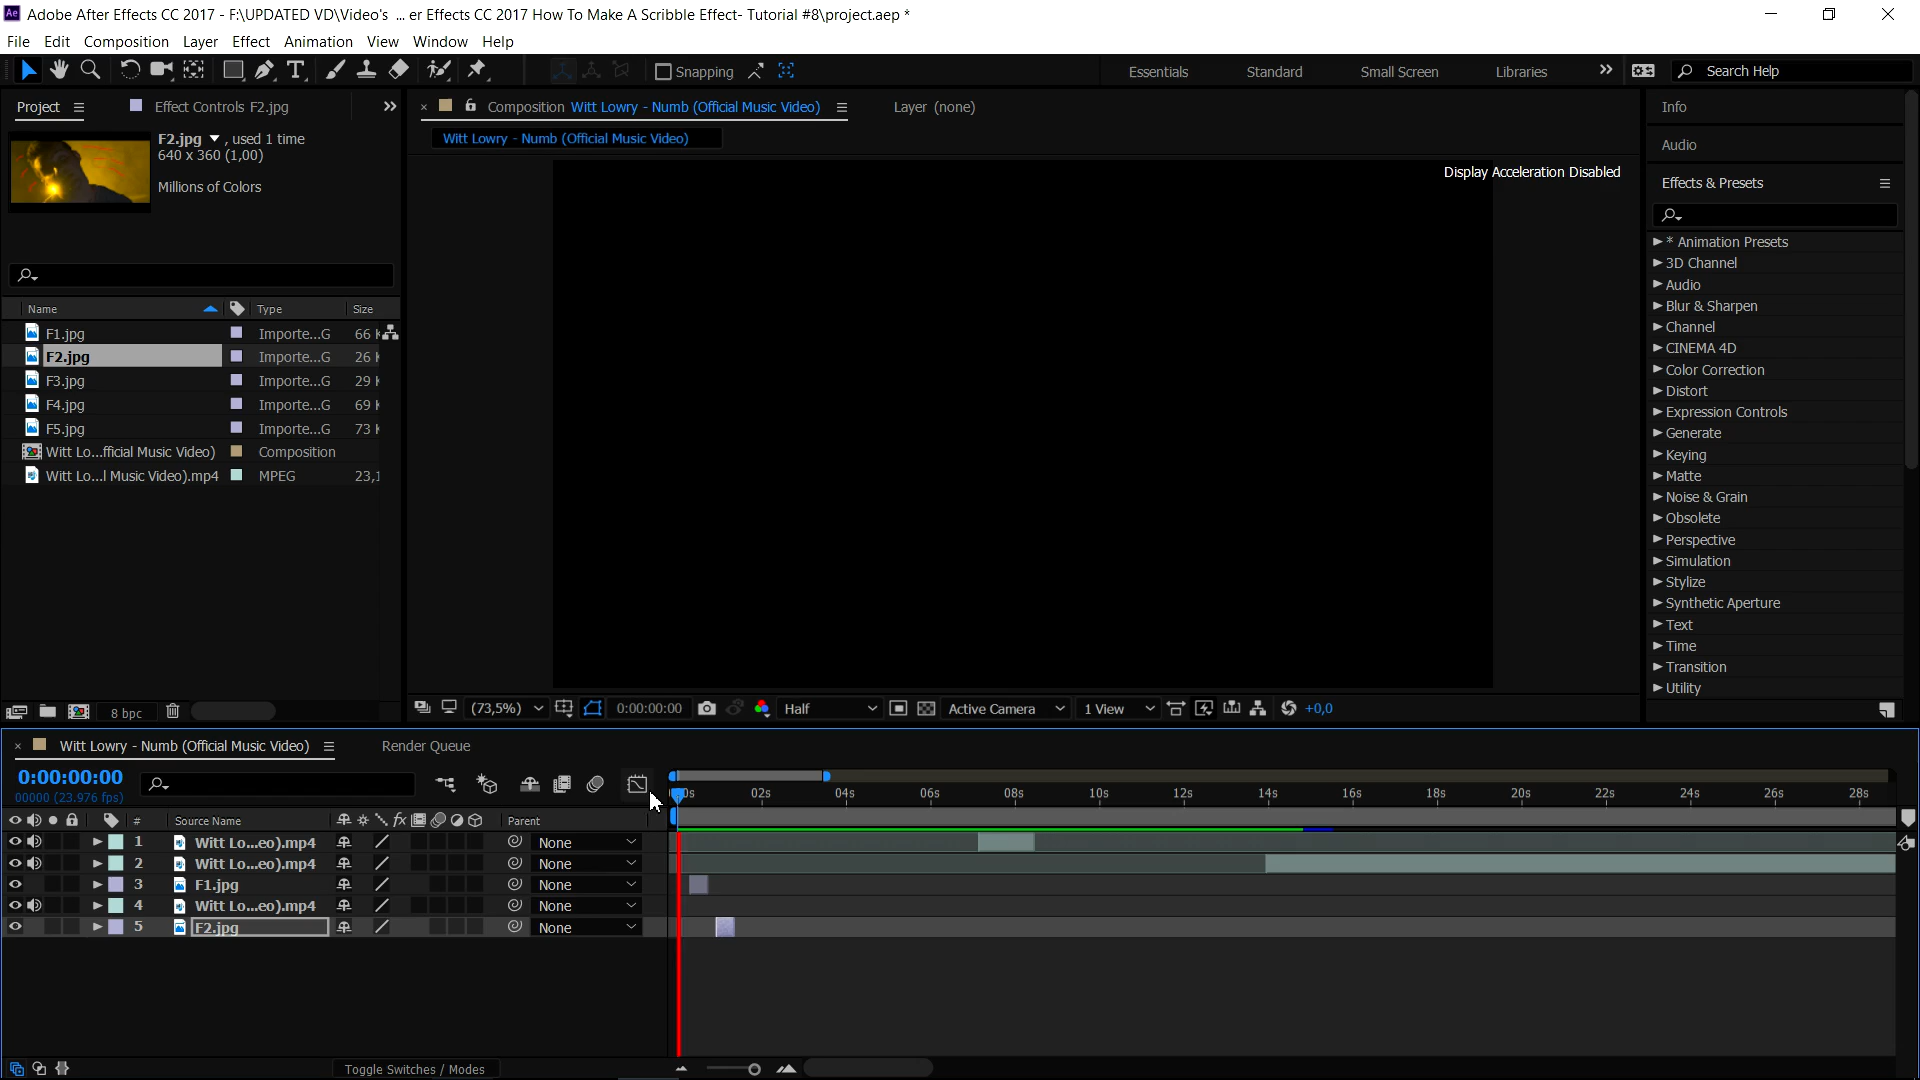 Adobe After Effects CC 2017 - F:\UPDATED VD\Video's ... er Effects CC 2017 How To Make A Scribble Effect- Tutorial #8\project.aep *
File Edit Composition Layer Effect Animation View Window Help
Snapping
Essentials Standard Small Screen Libraries
Search Help
Project
Effect Controls F2.jpg
Composition Witt Lowry - Numb (Official Music Video)
Layer (none)
Info
F2.jpg , used 1 time
640 x 360 (1,00)
Millions of Colors
Witt Lowry - Numb (Official Music Video)
Display Acceleration Disabled
Audio
Effects & Presets
* Animation Presets
3D Channel
Audio
Blur & Sharpen
Channel
CINEMA 4D
Color Correction
Distort
Expression Controls
Generate
Keying
Matte
Noise & Grain
Obsolete
Perspective
Simulation
Stylize
Synthetic Aperture
Text
Time
Transition
Utility
Name Type Size
F1.jpg Importe...G 66 K
F2.jpg Importe...G 26 K
F3.jpg Importe...G 29 K
F4.jpg Importe...G 69 K
F5.jpg Importe...G 73 K
Witt Lo...fficial Music Video) Composition
Witt Lo...l Music Video).mp4 MPEG 23,1
8 bpc
(73,5%) 0:00:00:00 Half Active Camera 1 View +0,0
Witt Lowry - Numb (Official Music Video)
Render Queue
0:00:00:00
00000 (23.976 fps)
02s 04s 06s 08s 10s 12s 14s 16s 18s 20s 22s 24s 26s 28s
# Source Name Parent
1 Witt Lo...eo).mp4 None
2 Witt Lo...eo).mp4 None
3 F1.jpg None
4 Witt Lo...eo).mp4 None
5 F2.jpg None
Toggle Switches / Modes